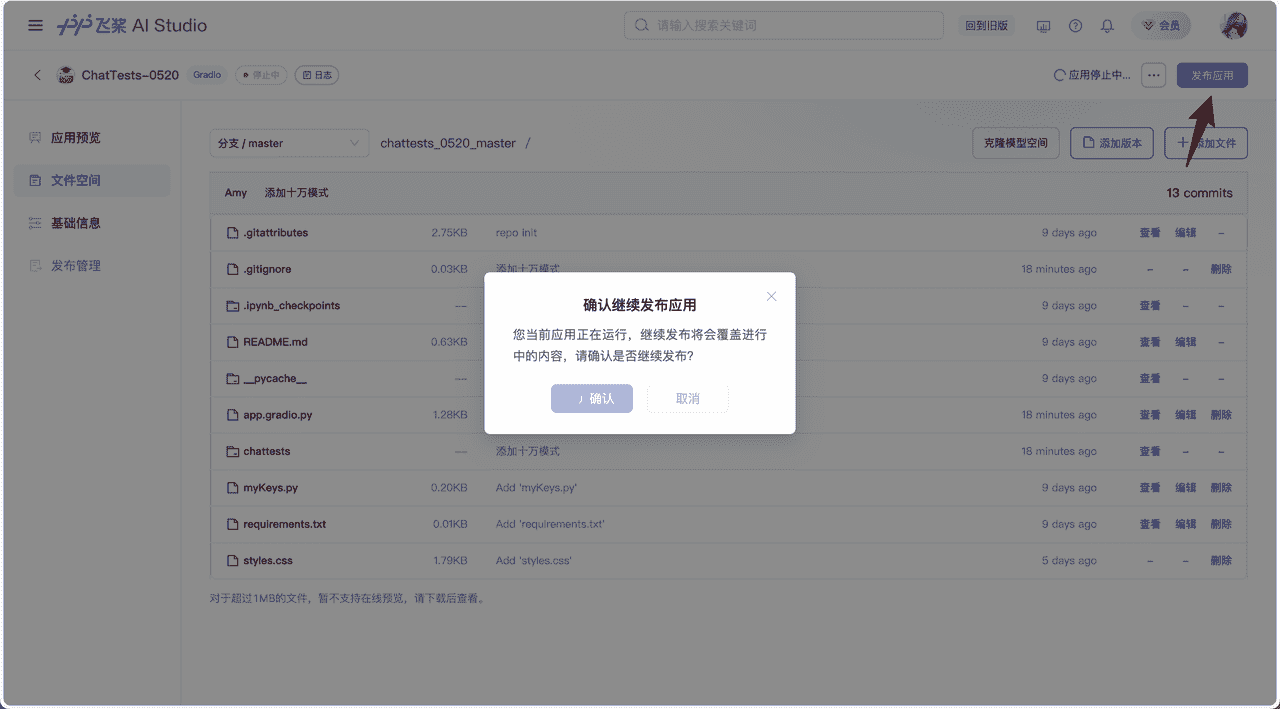 飞桨 AI Studio
请输入搜索关键词
回到旧版
会员
ChatTests-0520
Gradio
停止中
日志
应用停止中...
发布应用
应用预览
文件空间
基础信息
发布管理
分支 / master
chattests_0520_master /
克隆模型空间
添加版本
添加文件
Amy 添加十万模式 13 commits
.gitattributes 2.75KB repo init 9 days ago 查看 编辑 –
.gitignore 0.03KB 添加十万模式 18 minutes ago – – 删除
.ipynb_checkpoints -- 9 days ago 查看 – –
README.md 0.63KB 9 days ago 查看 编辑 –
__pycache__ -- 9 days ago 查看 – –
app.gradio.py 1.28KB 18 minutes ago 查看 编辑 删除
chattests -- 添加十万模式 18 minutes ago 查看 – –
myKeys.py 0.20KB Add 'myKeys.py' 9 days ago 查看 编辑 删除
requirements.txt 0.01KB Add 'requirements.txt' 9 days ago 查看 编辑 删除
styles.css 1.79KB Add 'styles.css' 5 days ago – – 删除
对于超过1MB的文件，暂不支持在线预览，请下载后查看。
确认继续发布应用
您当前应用正在运行，继续发布将会覆盖进行
中的内容，请确认是否继续发布?
确认
取消